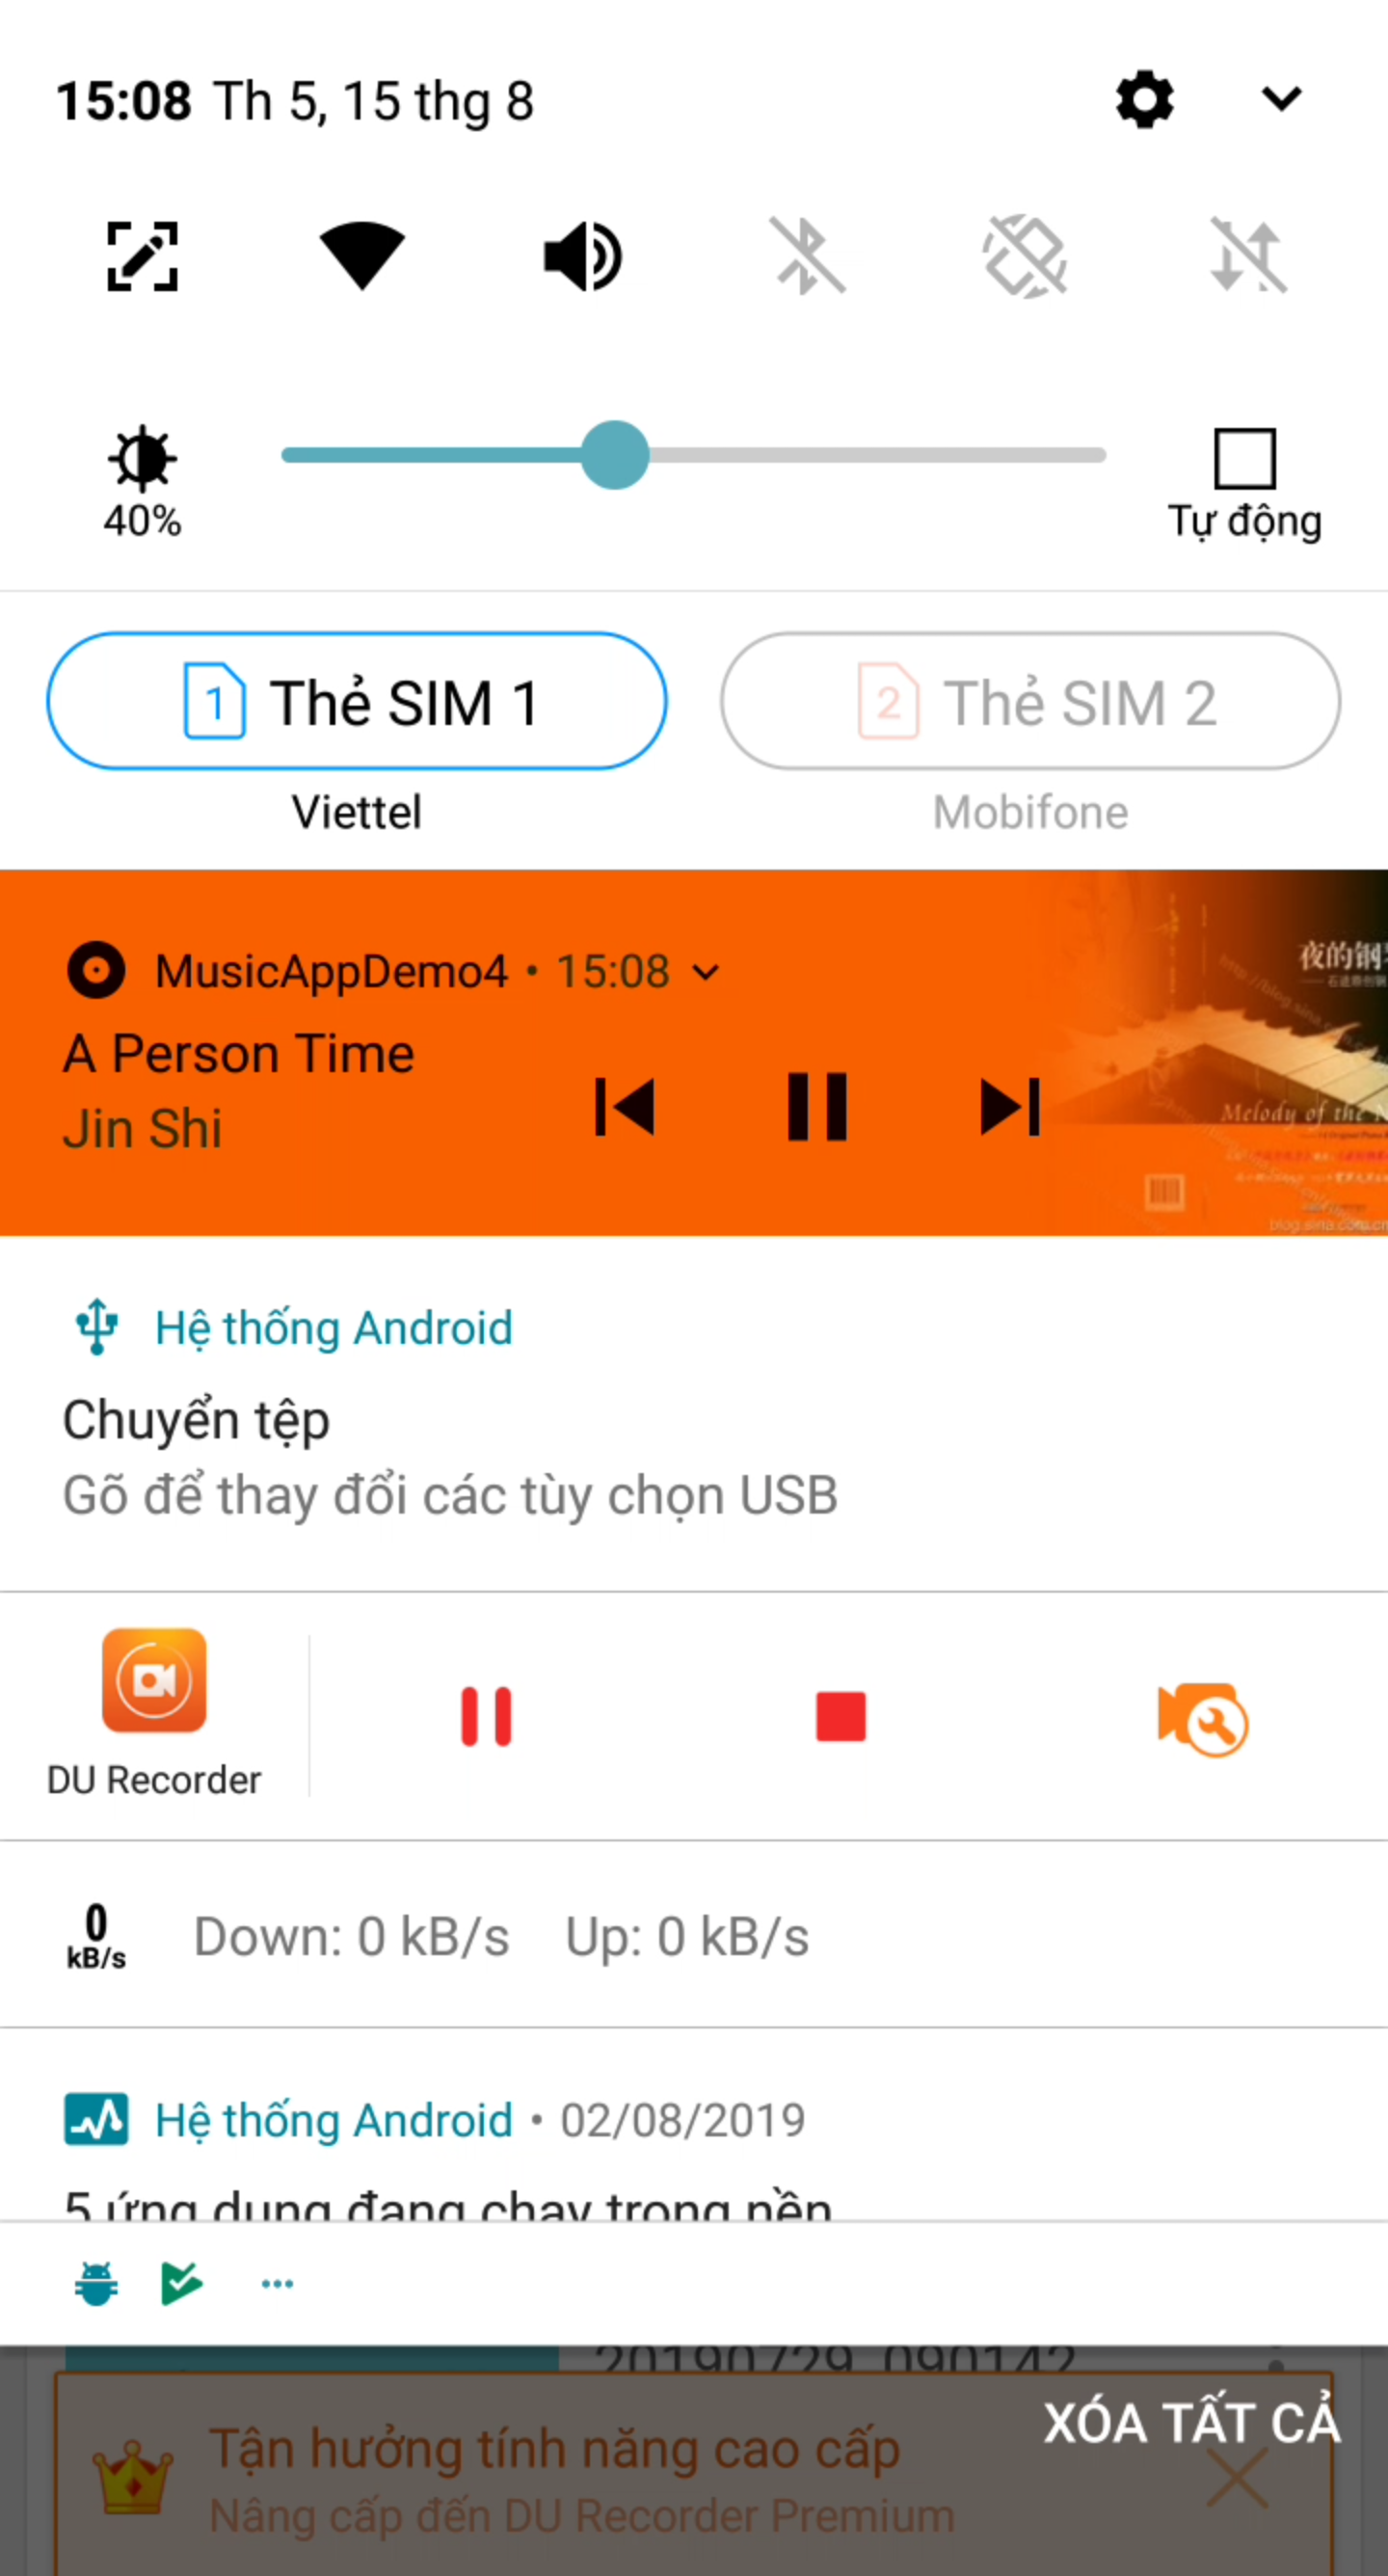 15:08 Th 5, 15 thg 8
40%
Tự động
1 Thẻ SIM 1
2 Thẻ SIM 2
Viettel
Mobifone
MusicAppDemo4 • 15:08
A Person Time
Jin Shi
夜的钢
Melody of the
blog.sina.com.cn
Hệ thống Android
Chuyển tệp
Gõ để thay đổi các tùy chọn USB
DU Recorder
0
kB/s
Down: 0 kB/s Up: 0 kB/s
Hệ thống Android • 02/08/2019
5 ứng dụng đang chạy trong nền
20190729_090142
XÓA TẤT CẢ
Tận hưởng tính năng cao cấp
Nâng cấp đến DU Recorder Premium